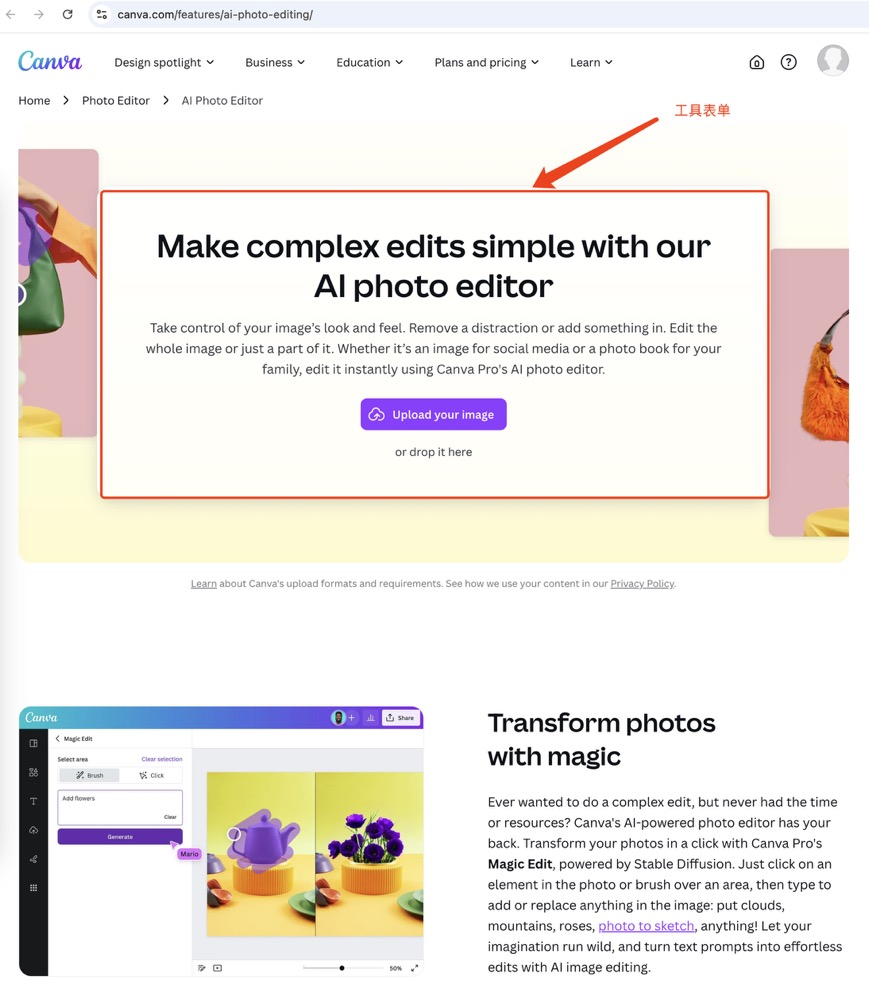 canva.com/features/ai-photo-editing/
Canva
Design spotlight
Business
Education
Plans and pricing
Learn
Home
Photo Editor
AI Photo Editor
工具表单
Make complex edits simple with our
AI photo editor
Take control of your image's look and feel. Remove a distraction or add something in. Edit the
whole image or just a part of it. Whether it's an image for social media or a photo book for your
family, edit it instantly using Canva Pro's AI photo editor.
Upload your image
or drop it here
Learn about Canva's upload formats and requirements. See how we use your content in our Privacy Policy.
Canva
Share
Magic Edit
Select area
Clear selection
Brush
Click
Add flowers
Clear
Generate
Mario
50%
Transform photos
with magic
Ever wanted to do a complex edit, but never had the time
or resources? Canva's AI-powered photo editor has your
back. Transform your photos in a click with Canva Pro's
Magic Edit, powered by Stable Diffusion. Just click on an
element in the photo or brush over an area, then type to
add or replace anything in the image: put clouds,
mountains, roses, photo to sketch, anything! Let your
imagination run wild, and turn text prompts into effortless
edits with AI image editing.